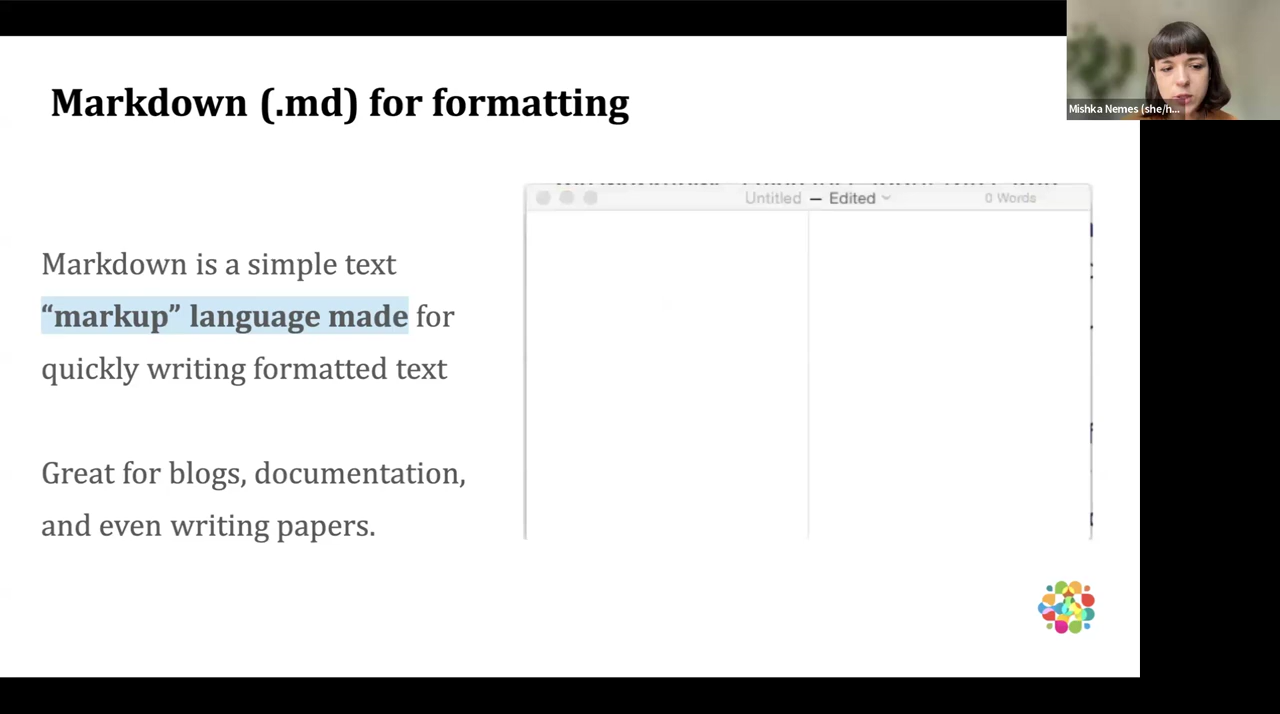 Markdown (.md) for formatting
Mishka Nemes (she/h...
Untitled — Edited
0 Words
Markdown is a simple text
“markup” language made for
quickly writing formatted text
Great for blogs, documentation,
and even writing papers.